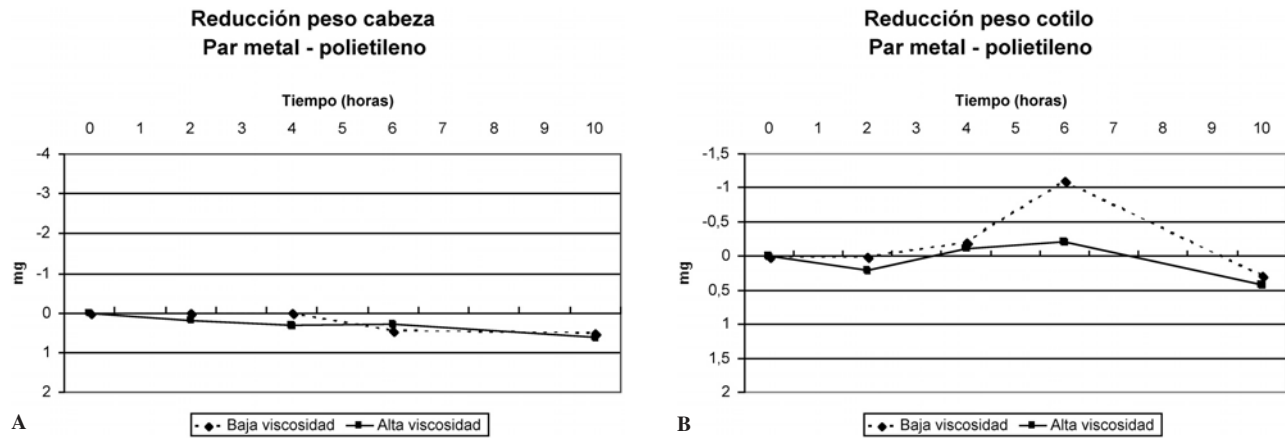 Reducción peso cabeza
Par metal - polietileno
Tiempo (horas)
0 1 2 3 4 5 6 7 8 9 10
-4
-3
-2
-1
0
1
2
mg
A
Baja viscosidad Alta viscosidad
Reducción peso cotilo
Par metal - polietileno
Tiempo (horas)
0 1 2 3 4 5 6 7 8 9 10
-1,5
-1
-0,5
0
0,5
1
1,5
2
mg
B
Baja viscosidad Alta viscosidad